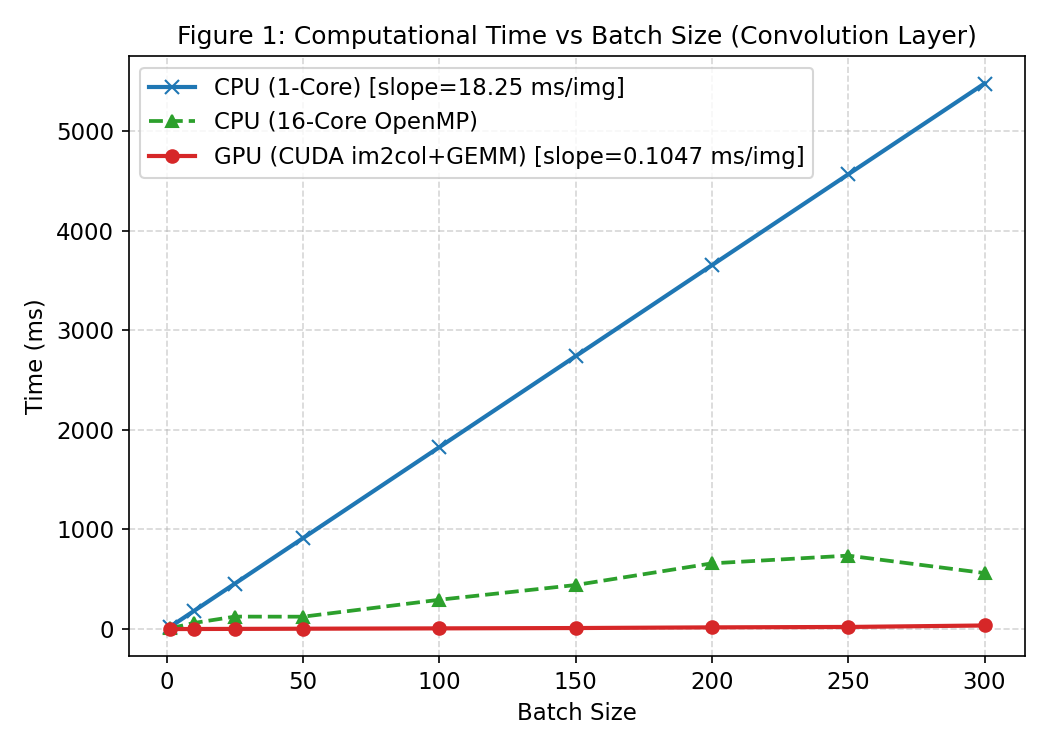 Figure 1: Computational Time vs Batch Size (Convolution Layer)
CPU (1-Core) [slope=18.25 ms/img]
CPU (16-Core OpenMP)
GPU (CUDA im2col+GEMM) [slope=0.1047 ms/img]
Time (ms)
5000
4000
3000
2000
1000
0
0 50 100 150 200 250 300
Batch Size